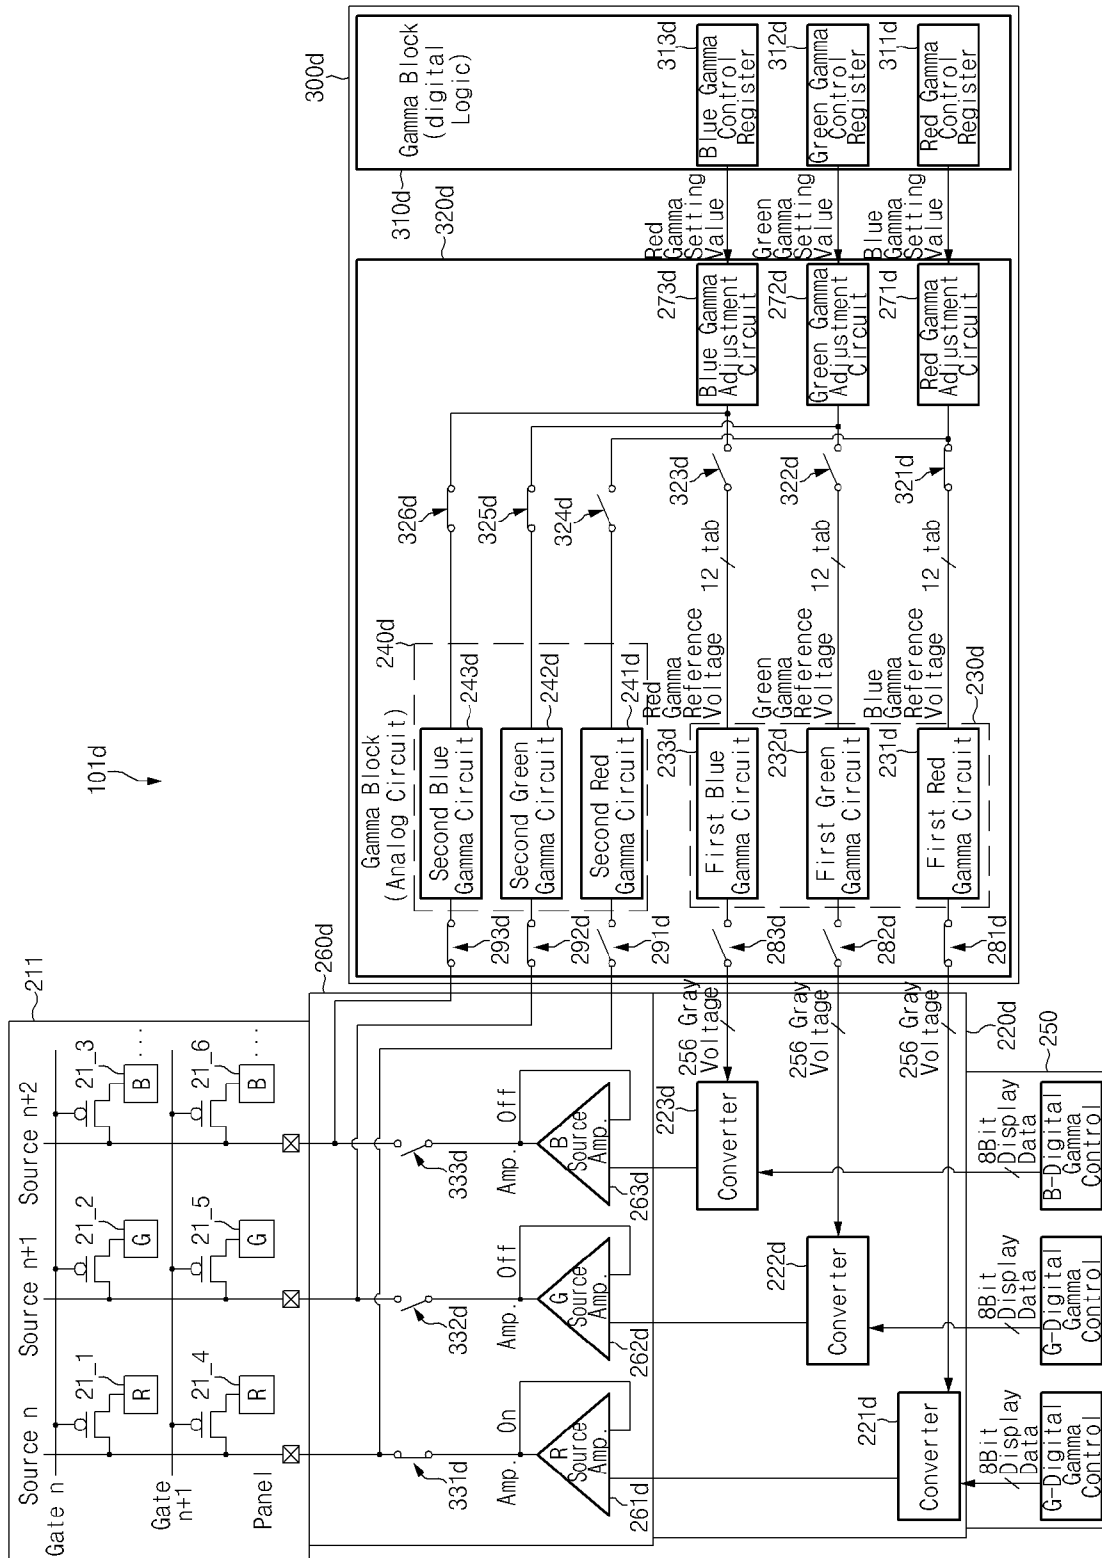 101d
211
Source n
Source n+1
Source n+2
Gate n
Gate
n+1
Panel
21_1
R
21_2
G
21_3
B
...
21_4
R
21_5
G
21_6
B
...
260d
331d
332d
333d
Amp. On
Amp. Off
Amp. Off
R
Source
Amp.
261d
G
Source
Amp.
262d
B
Source
Amp.
263d
220d
221d
Converter
222d
Converter
223d
Converter
256 Gray
Voltage
256 Gray
Voltage
256 Gray
Voltage
250
8Bit
Display
Data
8Bit
Display
Data
8Bit
Display
Data
G-Digital
Gamma
Control
G-Digital
Gamma
Control
B-Digital
Gamma
Control
300d
310d
Gamma Block
(digital
Logic)
313d
Blue Gamma
Control
Register
312d
Green Gamma
Control
Register
311d
Red Gamma
Control
Register
Red
Gamma
Setting
Value
Green
Gamma
Setting
Value
Blue
Gamma
Setting
Value
320d
273d
Blue Gamma
Adjustment
Circuit
272d
Green Gamma
Adjustment
Circuit
271d
Red Gamma
Adjustment
Circuit
326d
325d
324d
323d
322d
321d
12 tab
12 tab
12 tab
Red
Gamma
Reference
Voltage
Green
Gamma
Reference
Voltage
Blue
Gamma
Reference
Voltage
Gamma Block
(Analog Circuit)
240d
Second Blue
Gamma Circuit
243d
Second Green
Gamma Circuit
242d
Second Red
Gamma Circuit
241d
230d
233d
First Blue
Gamma Circuit
232d
First Green
Gamma Circuit
231d
First Red
Gamma Circuit
293d
292d
291d
283d
282d
281d